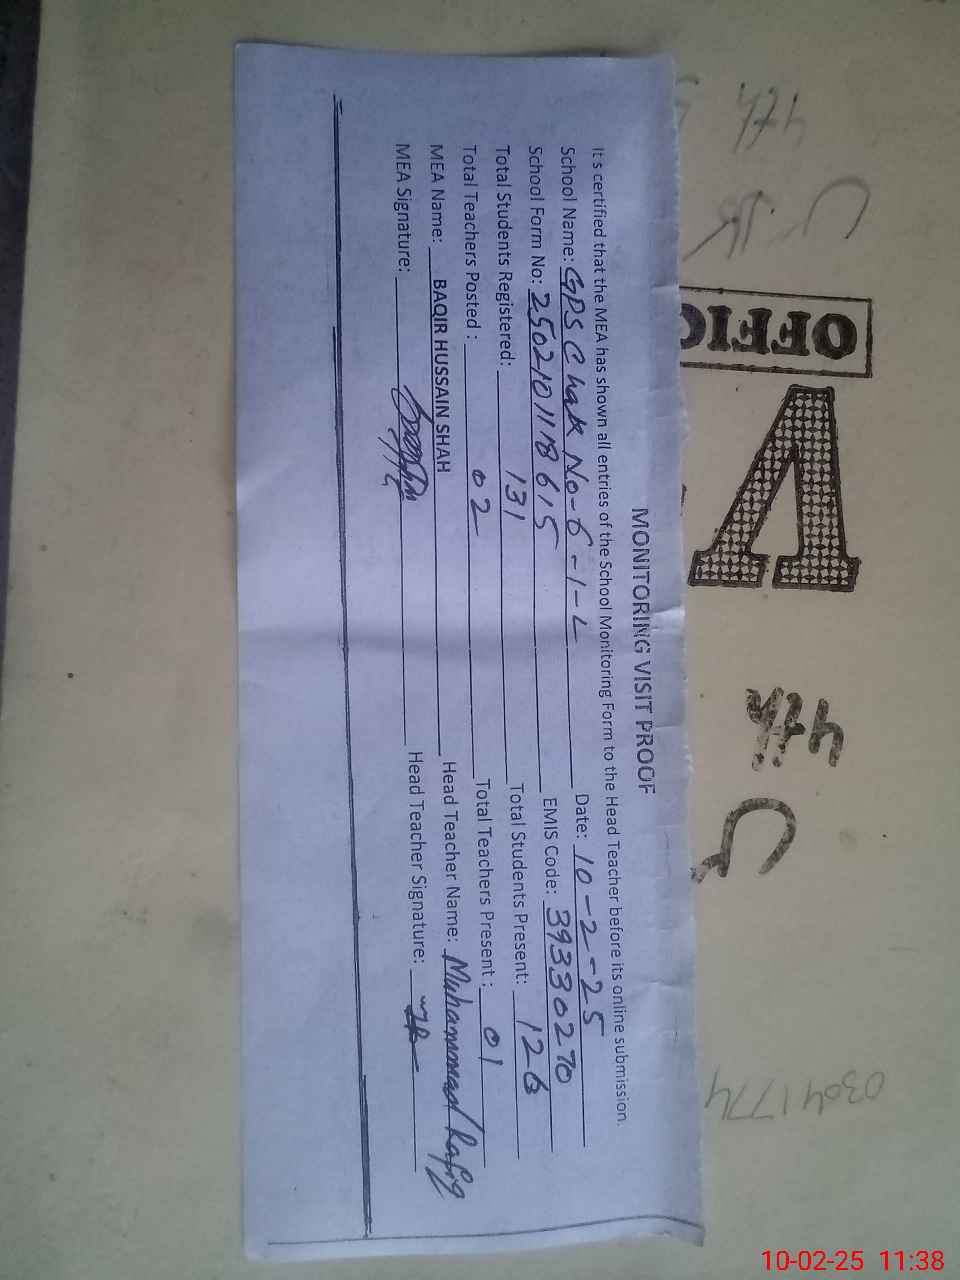 MONITORING VISIT PROOF
It's certified that the MEA has shown all entries of the School Monitoring Form to the Head Teacher before its online submission.
School Name: GPS Chak No-6-1-L Date: 10-2-25
School Form No: 2502101118615 EMIS Code: 39330270
Total Students Registered: 131 Total Students Present: 126
Total Teachers Posted : 02 Total Teachers Present : 01
MEA Name: BAQIR HUSSAIN SHAH Head Teacher Name: Muhammad Rafiq
MEA Signature: Head Teacher Signature:
4th
OFFIC
A
4th C
03041774
10-02-25 11:38